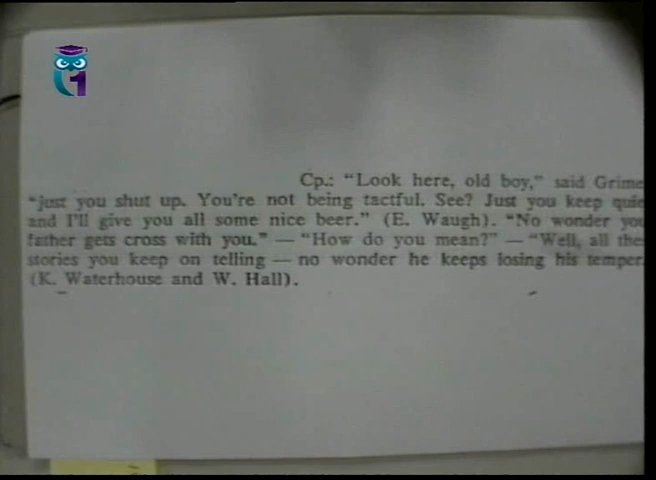 1
Cp.: “Look here, old boy,” said Grime
“just you shut up. You're not being tactful. See? Just you keep quie
and I'll give you all some nice beer.” (E. Waugh). “No wonder you
father gets cross with you.” — “How do you mean?” — “Well, all the
stories you keep on telling — no wonder he keeps losing his temper.
(K. Waterhouse and W. Hall).